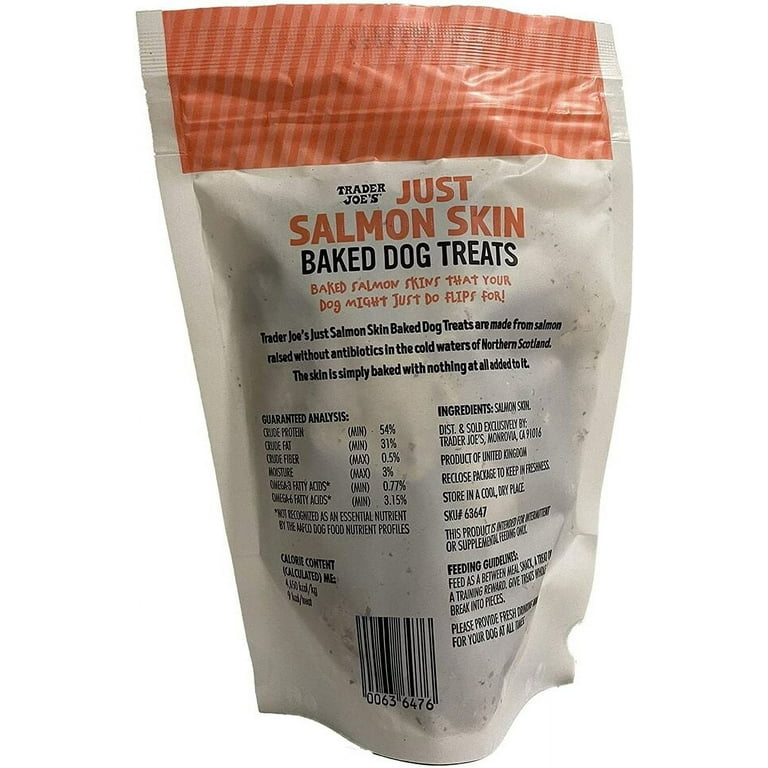 TRADER JOE'S JUST
SALMON SKIN
BAKED DOG TREATS
BAKED SALMON SKINS THAT YOUR
DOG MIGHT JUST DO FLIPS FOR!
Trader Joe's Just Salmon Skin Baked Dog Treats are made from salmon
raised without antibiotics in the cold waters of Northern Scotland.
The skin is simply baked with nothing at all added to it.
GUARANTEED ANALYSIS:
CRUDE PROTEIN (MIN) 54%
CRUDE FAT (MIN) 31%
CRUDE FIBER (MAX) 0.5%
MOISTURE (MAX) 3%
OMEGA-3 FATTY ACIDS* (MIN) 0.77%
OMEGA-6 FATTY ACIDS* (MIN) 3.15%
*NOT RECOGNIZED AS AN ESSENTIAL NUTRIENT
BY THE AAFCO DOG FOOD NUTRIENT PROFILES
CALORIE CONTENT
(CALCULATED) ME:
kcal/kg
9 kcal/treat
INGREDIENTS: SALMON SKIN.
DIST. & SOLD EXCLUSIVELY BY:
TRADER JOE'S, MONROVIA, CA 91016
PRODUCT OF UNITED KINGDOM
RECLOSE PACKAGE TO KEEP IN FRESHNESS.
STORE IN A COOL, DRY PLACE.
SKU# 63647
THIS PRODUCT IS INTENDED FOR INTERMITTENT
OR SUPPLEMENTAL FEEDING ONLY.
FEEDING GUIDELINES:
FEED AS A BETWEEN MEAL SNACK, A TREAT
A TRAINING REWARD. GIVE TREATS
BREAK INTO PIECES.
PLEASE PROVIDE FRESH
FOR YOUR DOG AT ALL TIMES
0063 6476